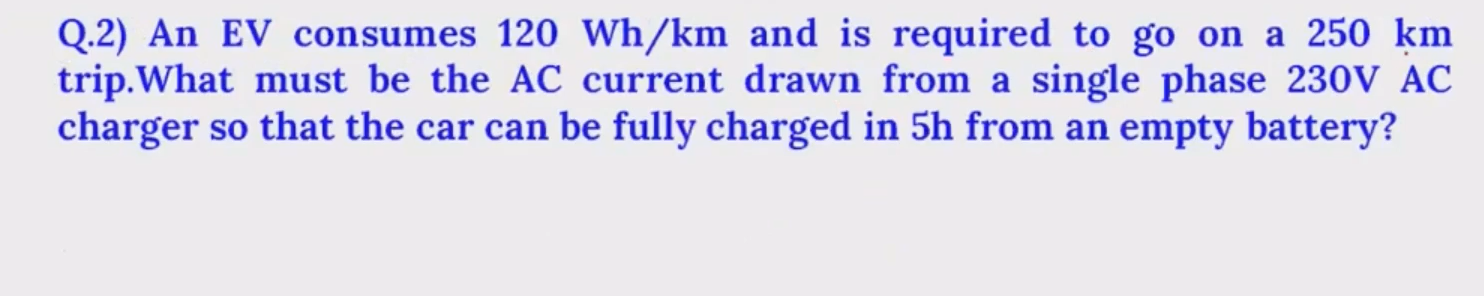 Q.2) An EV consumes 120 Wh/km and is required to go on a 250 km
trip.What must be the AC current drawn from a single phase 230V AC
charger so that the car can be fully charged in 5h from an empty battery?